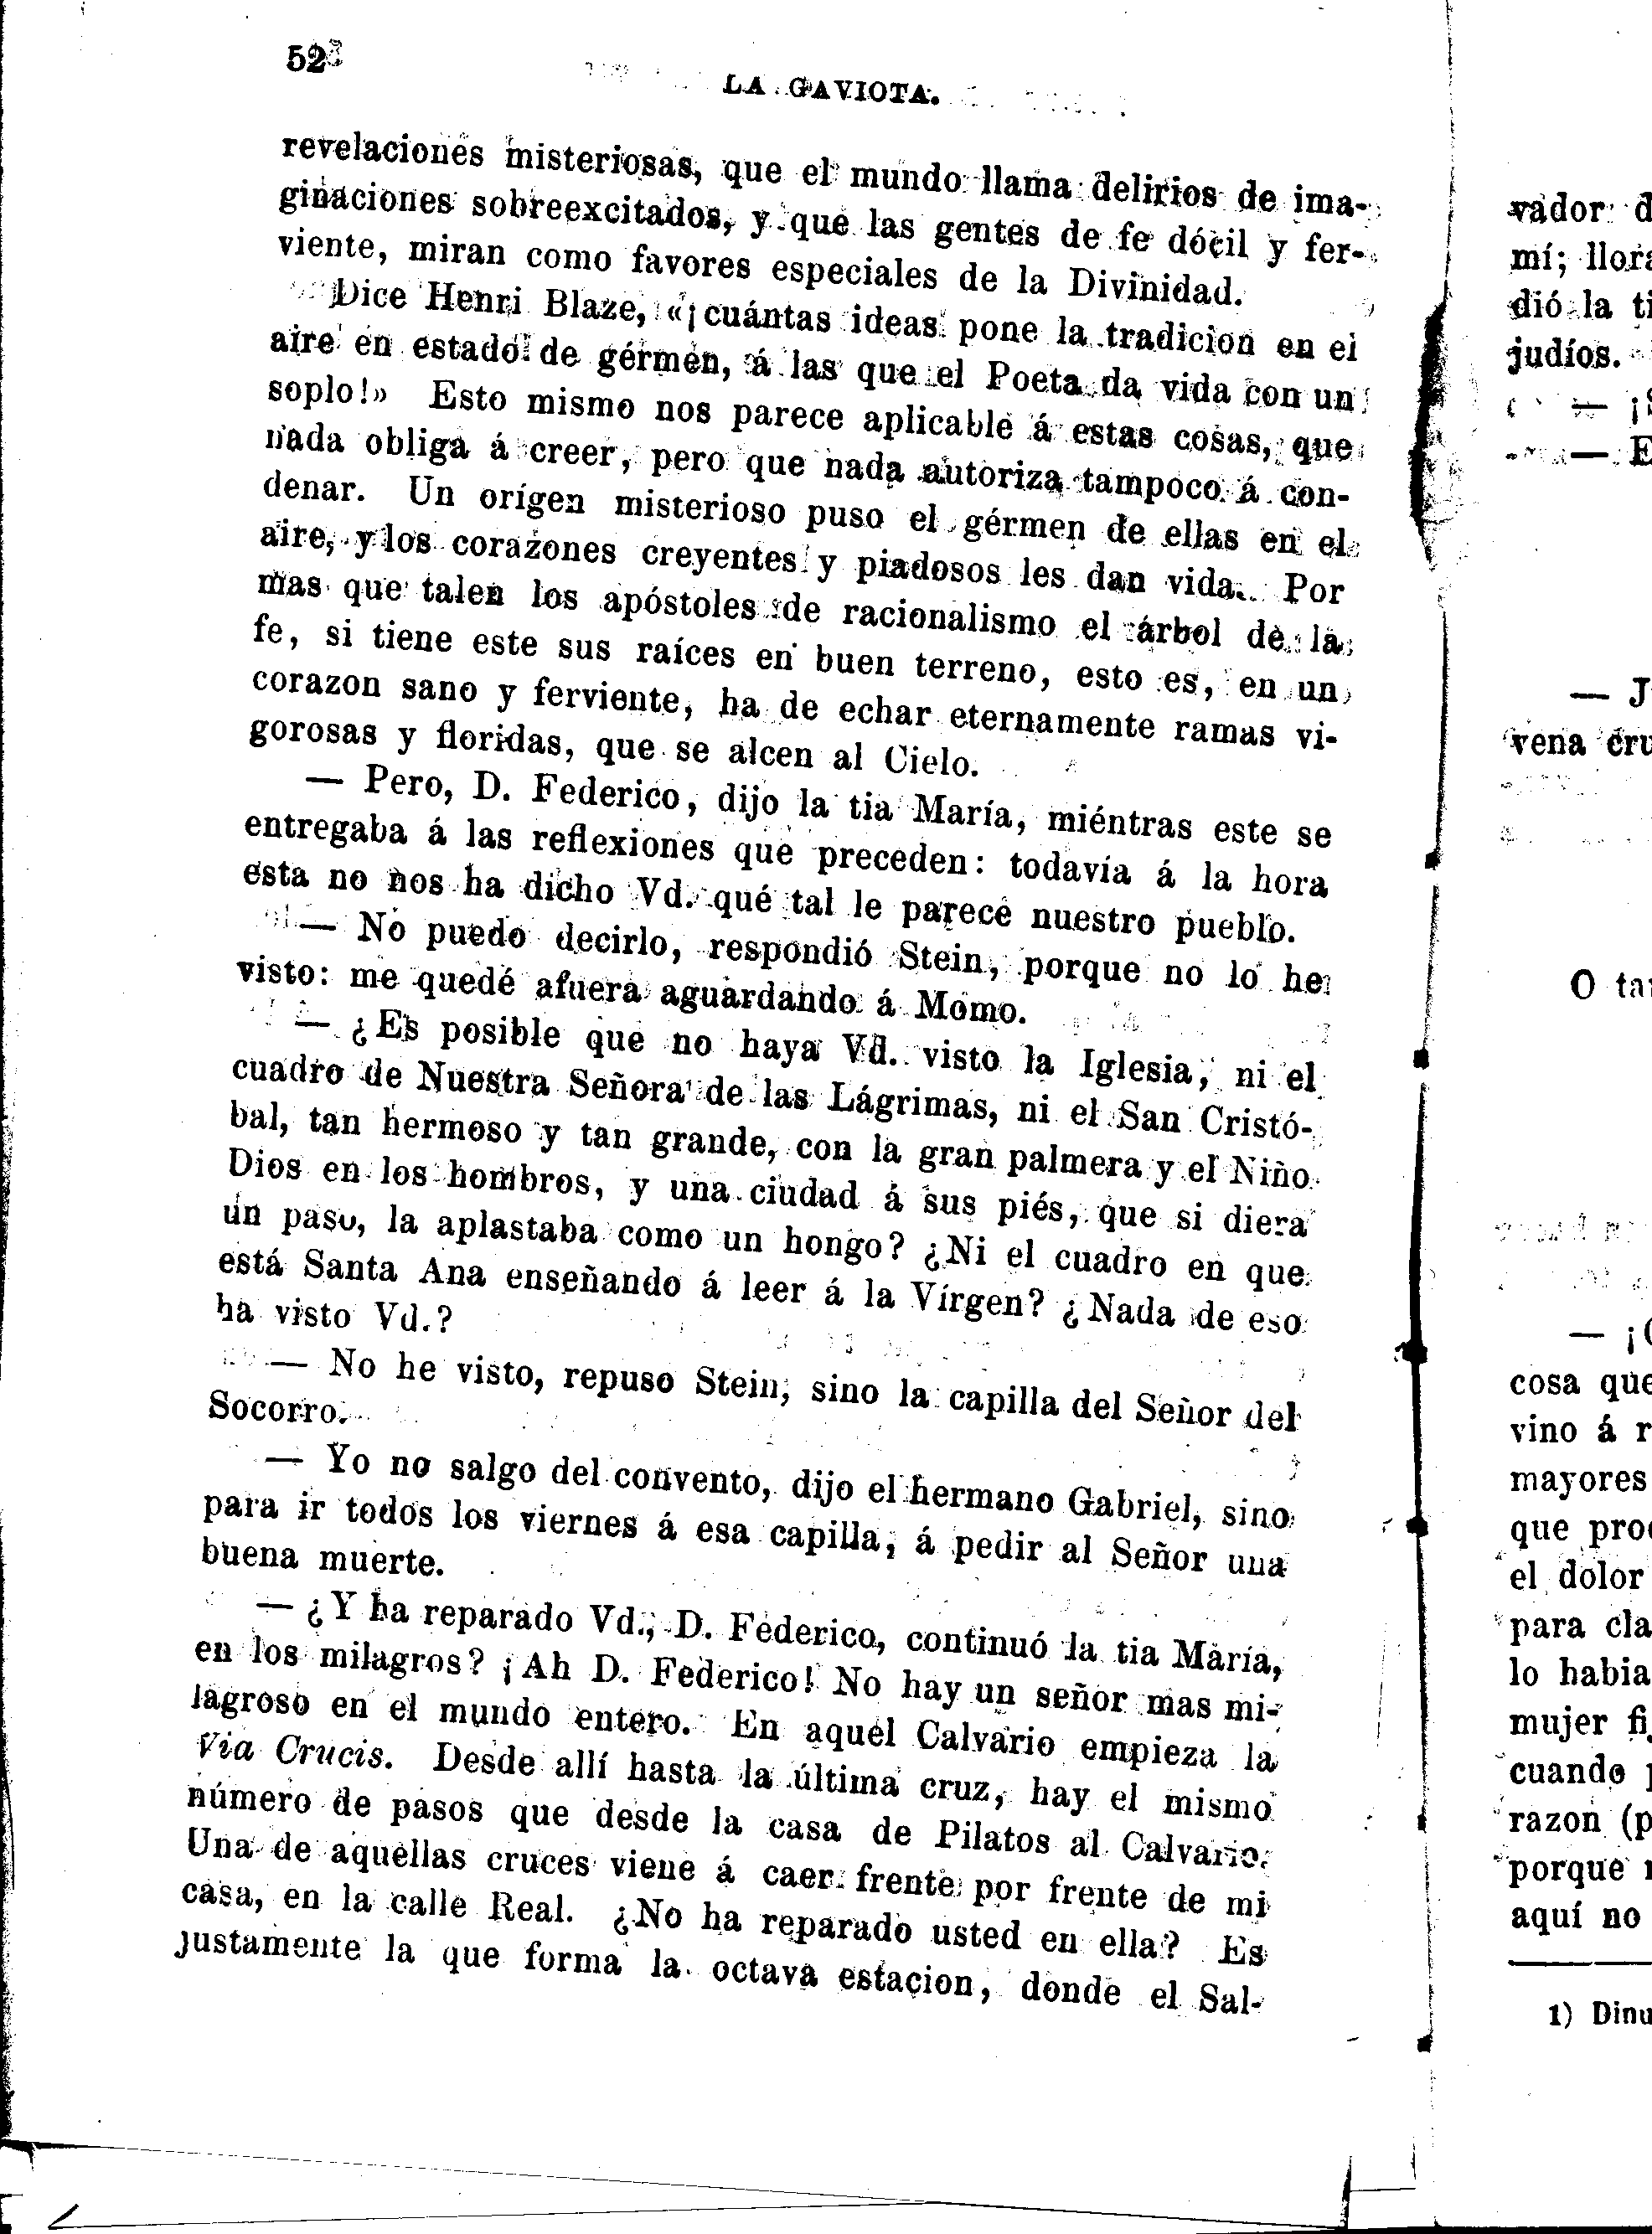 52
LA GAVIOTA.
revelaciones misteriosas, que el mundo llama delirios de ima-
ginaciones sobreexcitados, y que las gentes de fe dócil y fer-
viente, miran como favores especiales de la Divinidad.
Dice Henri Blaze, «¡cuántas ideas pone la tradicion en el
aire en estado de gérmen, á las que el Poeta da vida con un
soplo!» Esto mismo nos parece aplicable á estas cosas, que
nada obliga á creer, pero que nada autoriza tampoco á con-
denar. Un orígen misterioso puso el gérmen de ellas en el
aire, y los corazones creyentes y piadosos les dan vida. Por
mas que talen los apóstoles de racionalismo el árbol de la
fe, si tiene este sus raíces en buen terreno, esto es, en un
corazon sano y ferviente, ha de echar eternamente ramas vi-
gorosas y floridas, que se alcen al Cielo.
— Pero, D. Federico, dijo la tia María, miéntras este se
entregaba á las reflexiones que preceden: todavía á la hora
esta no nos ha dicho Vd. qué tal le parece nuestro pueblo.
— No puedo decirlo, respondió Stein, porque no lo he
visto: me quedé afuera aguardando á Momo.
— ¿Es posible que no haya Vd. visto la Iglesia, ni el
cuadro de Nuestra Señora de las Lágrimas, ni el San Cristó-
bal, tan hermoso y tan grande, con la gran palmera y el Niño
Dios en los hombros, y una ciudad á sus piés, que si diera
un paso, la aplastaba como un hongo? ¿Ni el cuadro en que
está Santa Ana enseñando á leer á la Vírgen? ¿Nada de eso
ha visto Vd.?
— No he visto, repuso Stein, sino la capilla del Señor del
Socorro.
— Yo no salgo del convento, dijo el hermano Gabriel, sino
para ir todos los viernes á esa capilla, á pedir al Señor una
buena muerte.
— ¿Y ha reparado Vd., D. Federico, continuó la tia María,
en los milagros? ¡Ah D. Federico! No hay un señor mas mi-
lagroso en el mundo entero. En aquel Calvario empieza la
Via Crucis. Desde allí hasta la última cruz, hay el mismo
número de pasos que desde la casa de Pilatos al Calvario.
Una de aquellas cruces viene á caer frente por frente de mi
casa, en la calle Real. ¿No ha reparado usted en ella? Es
justamente la que forma la octava estacion, donde el Sal-
vador
mí;
dió la
judíos.
—
—
—
vena
O
—
cosa que
vino á
mayores
que
el dolor
para
lo habia
mujer
cuando
razon
porque
aquí no
1)